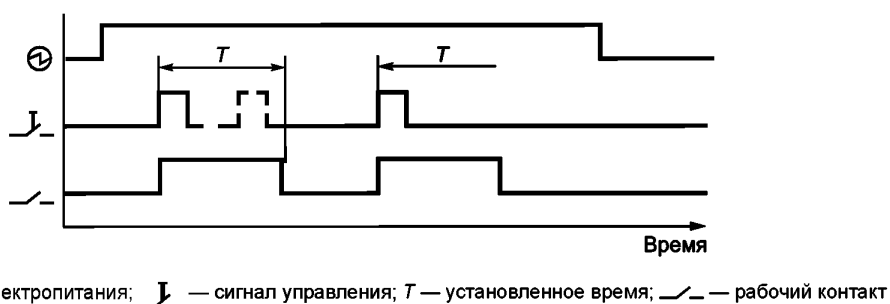 T T
Время
ектропитания; — сигнал управления; T — установленное время; — рабочий контакт